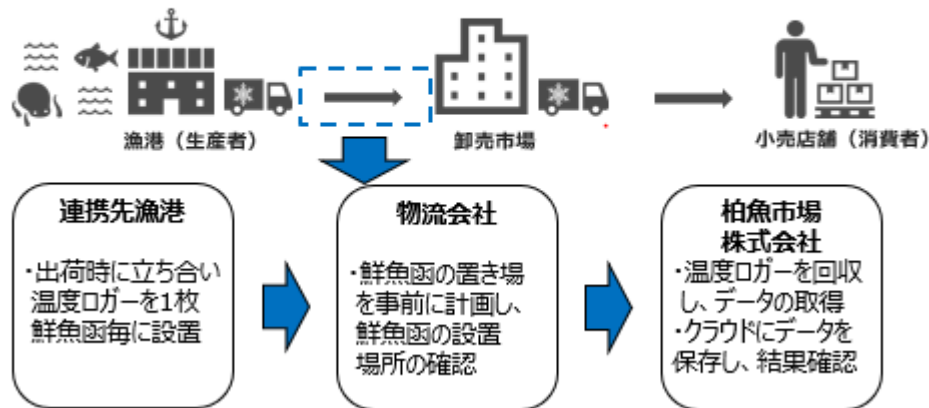 漁港（生産者）
卸売市場
小売店舗（消費者）
連携先漁港
・出荷時に立ち合い
温度ロガーを1枚
鮮魚函毎に設置
物流会社
・鮮魚函の置き場
を事前に計画し、
鮮魚函の設置
場所の確認
柏魚市場
株式会社
・温度ロガーを回収
し、データの取得
・クラウドにデータを
保存し、結果確認